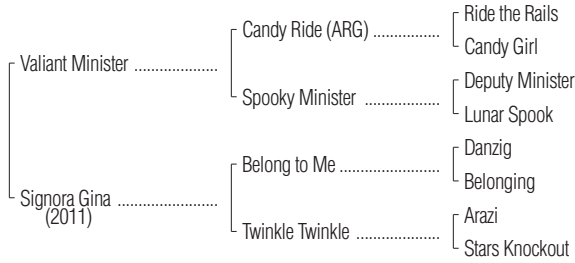 Ride the Rails
Candy Ride (ARG) ................
Candy Girl
Valiant Minister ....................
Deputy Minister
Spooky Minister ..................
Lunar Spook
Danzig
Belong to Me ........................
Belonging
Signora Gina ........................
(2011)
Arazi
Twinkle Twinkle ....................
Stars Knockout